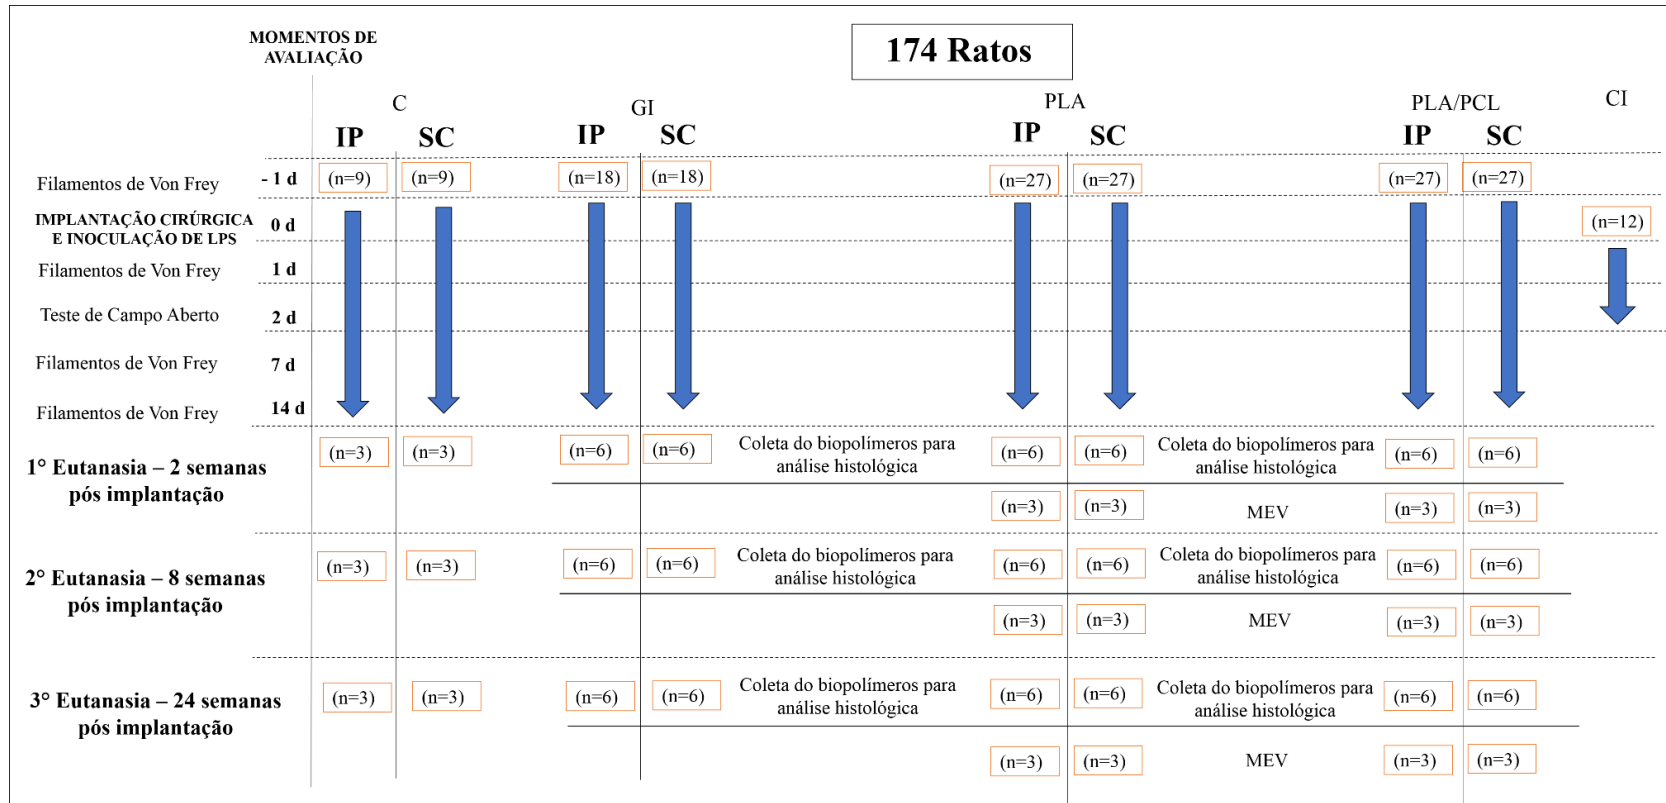 MOMENTOS DE
AVALIAÇÃO
174 Ratos
C
GI
PLA
PLA/PCL
CI
IP SC IP SC IP SC IP SC
Filamentos de Von Frey - 1 d (n=9) (n=9) (n=18) (n=18) (n=27) (n=27) (n=27) (n=27)
IMPLANTAÇÃO CIRÚRGICA
E INOCULAÇÃO DE LPS 0 d (n=12)
Filamentos de Von Frey 1 d
Teste de Campo Aberto 2 d
Filamentos de Von Frey 7 d
Filamentos de Von Frey 14 d
1° Eutanasia – 2 semanas
pós implantação
(n=3) (n=3) (n=6) (n=6)
Coleta do biopolímeros para
análise histológica
(n=6) (n=6)
Coleta do biopolímeros para
análise histológica
(n=6) (n=6)
(n=3) (n=3) MEV (n=3) (n=3)
2° Eutanasia – 8 semanas
pós implantação
(n=3) (n=3) (n=6) (n=6)
Coleta do biopolímeros para
análise histológica
(n=6) (n=6)
Coleta do biopolímeros para
análise histológica
(n=6) (n=6)
(n=3) (n=3) MEV (n=3) (n=3)
3° Eutanasia – 24 semanas
pós implantação
(n=3) (n=3) (n=6) (n=6)
Coleta do biopolímeros para
análise histológica
(n=6) (n=6)
Coleta do biopolímeros para
análise histológica
(n=6) (n=6)
(n=3) (n=3) MEV (n=3) (n=3)